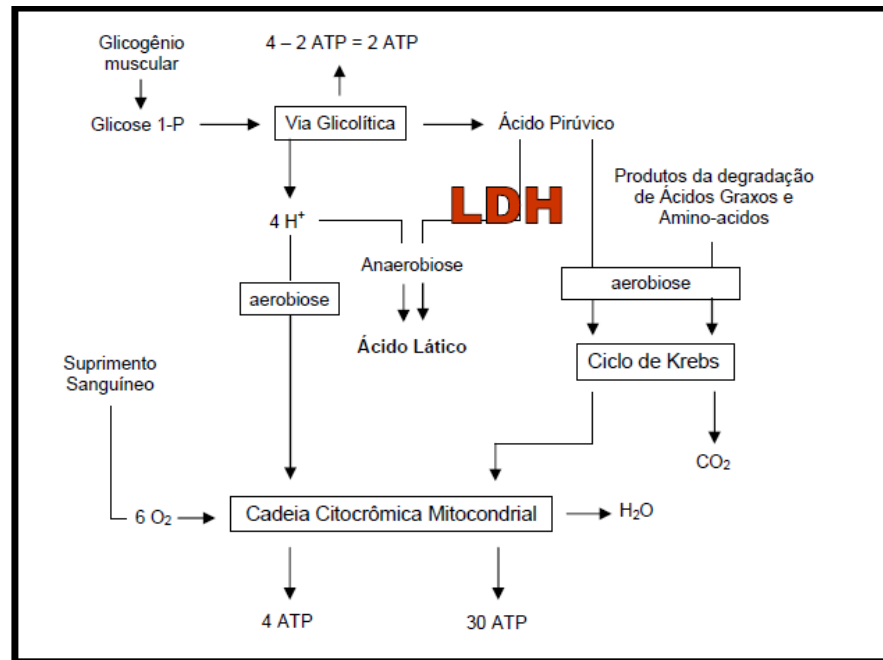 Glicogênio
muscular
4 – 2 ATP = 2 ATP
Glicose 1-P
Via Glicolítica
Ácido Pirúvico
Produtos da degradação
de Ácidos Graxos e
Amino-acidos
LDH
4 H⁺
Anaerobiose
aerobiose
aerobiose
Ácido Lático
Ciclo de Krebs
Suprimento
Sanguíneo
CO₂
6 O₂
Cadeia Citocrômica Mitocondrial
H₂O
4 ATP
30 ATP